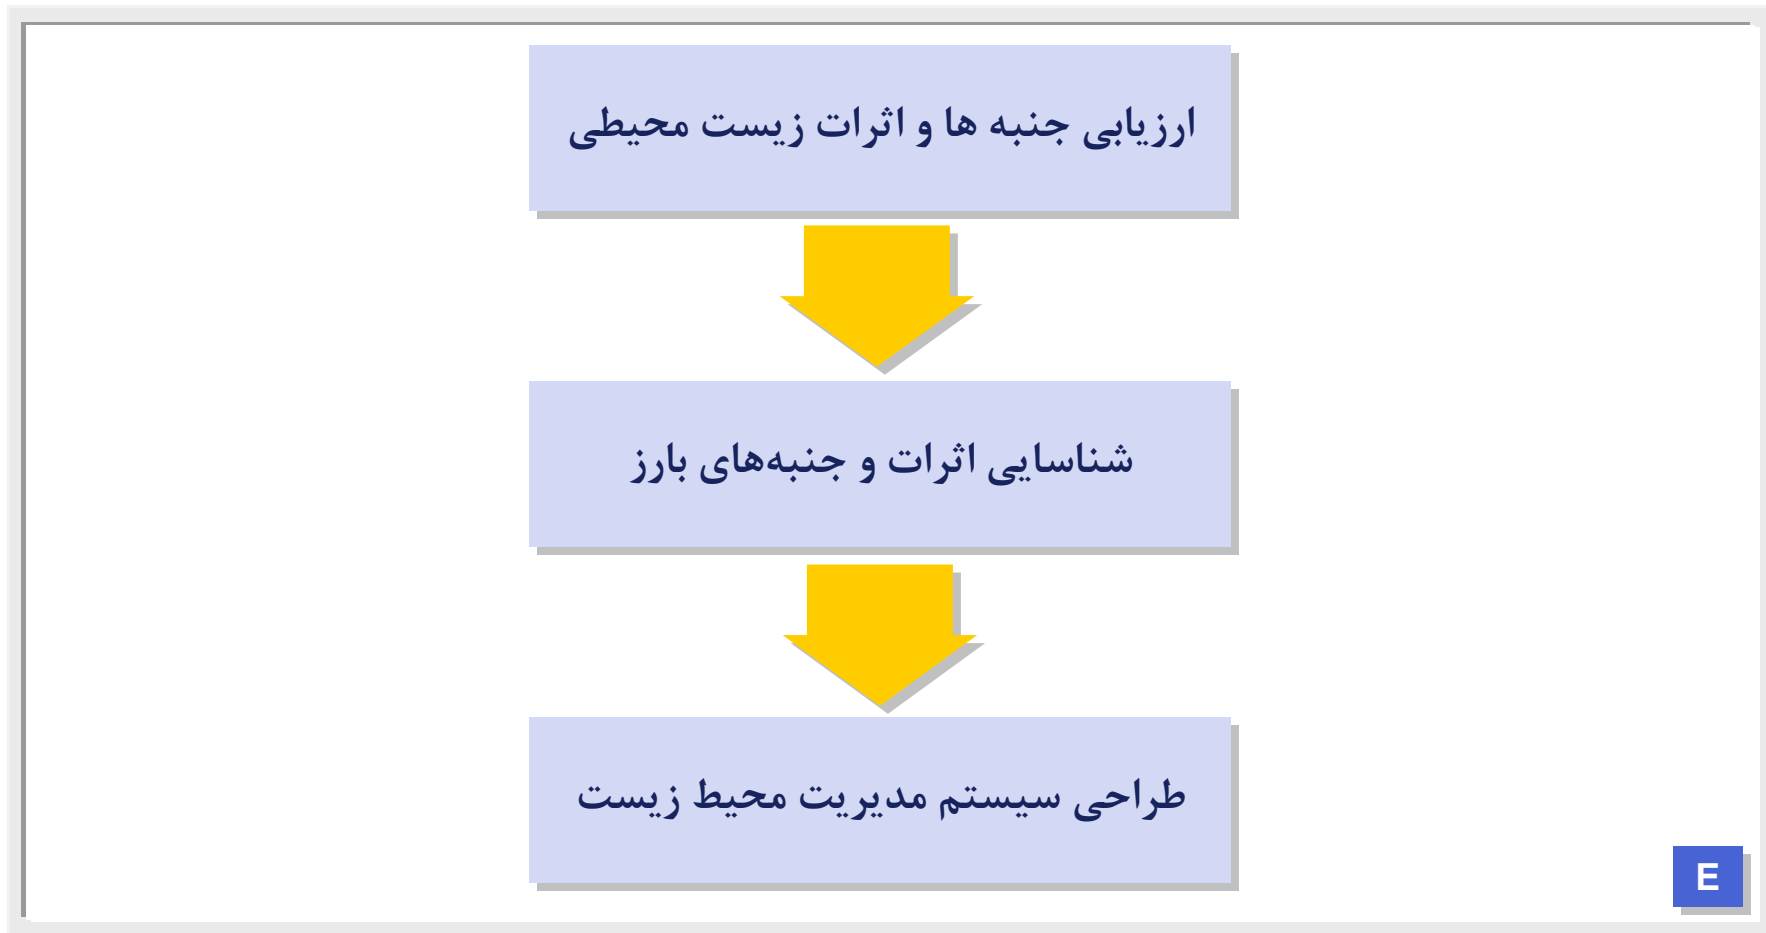 ارزیابی جنبه ها و اثرات زیست محیطی
شناسایی اثرات و جنبه‌های بارز
طراحی سیستم مدیریت محیط زیست
E